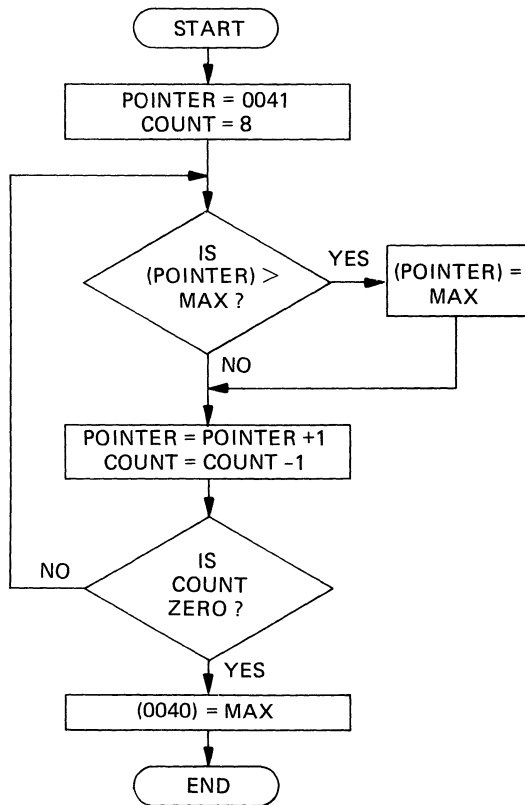 START
POINTER = 0041
COUNT = 8
IS
(POINTER) >
MAX ?
YES
(POINTER) =
MAX
NO
POINTER = POINTER +1
COUNT = COUNT –1
IS
COUNT
ZERO ?
NO
YES
(0040) = MAX
END